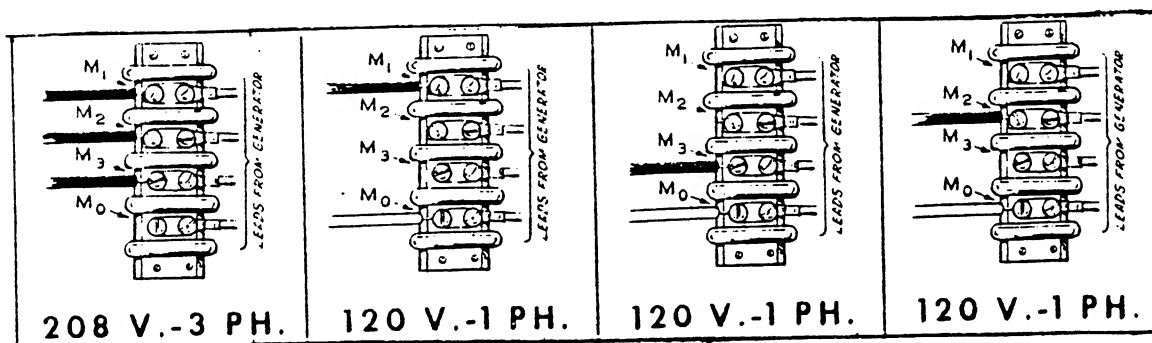 M1
M2
M3
M0
LEADS FROM GENERATOR
208 V.-3 PH.
M1
M2
M3
M0
LEADS FROM GENERATOR
120 V.-1 PH.
M1
M2
M3
M0
LEADS FROM GENERATOR
120 V.-1 PH.
M1
M2
M3
M0
LEADS FROM GENERATOR
120 V.-1 PH.